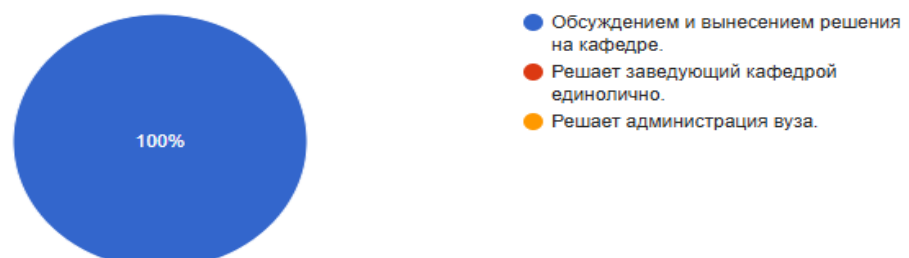 100%
Обсуждением и вынесением решения
на кафедре.
Решает заведующий кафедрой
единолично.
Решает администрация вуза.